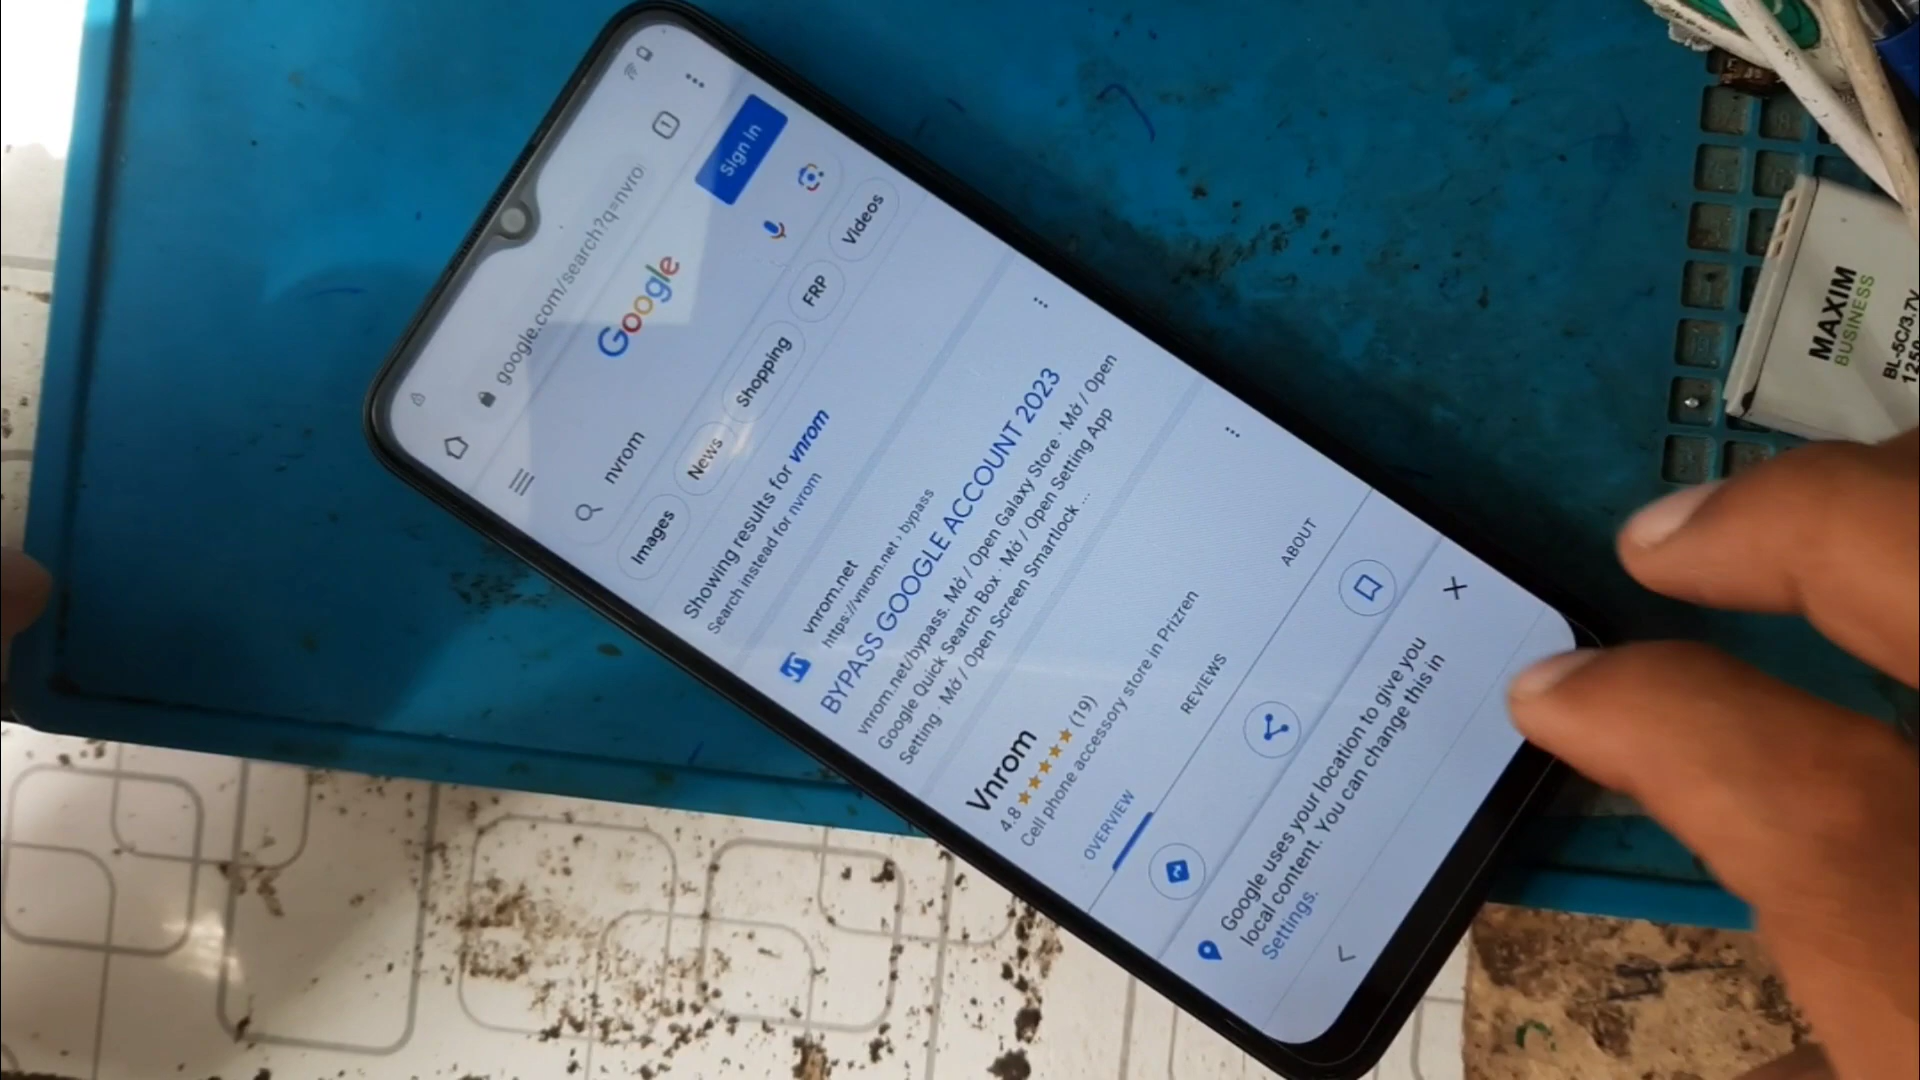 1
google.com/search?q=nvro
Google
Sign in
nvrom
Images
News
Shopping
FRP
Videos
Showing results for vnrom
Search instead for nvrom
vnrom.net
https://vnrom.net › bypass
BYPASS GOOGLE ACCOUNT 2023
vnrom.net/bypass. Mở / Open Galaxy Store · Mở / Open
Google Quick Search Box · Mở / Open Setting App
Setting · Mở / Open Screen Smartlock ...
Vnrom
4.8 ★★★★★ (19)
Cell phone accessory store in Prizren
OVERVIEW
REVIEWS
ABOUT
Google uses your location to give you
local content. You can change this in
Settings.
MAXIM
BUSINESS
BL-5C/3.7V